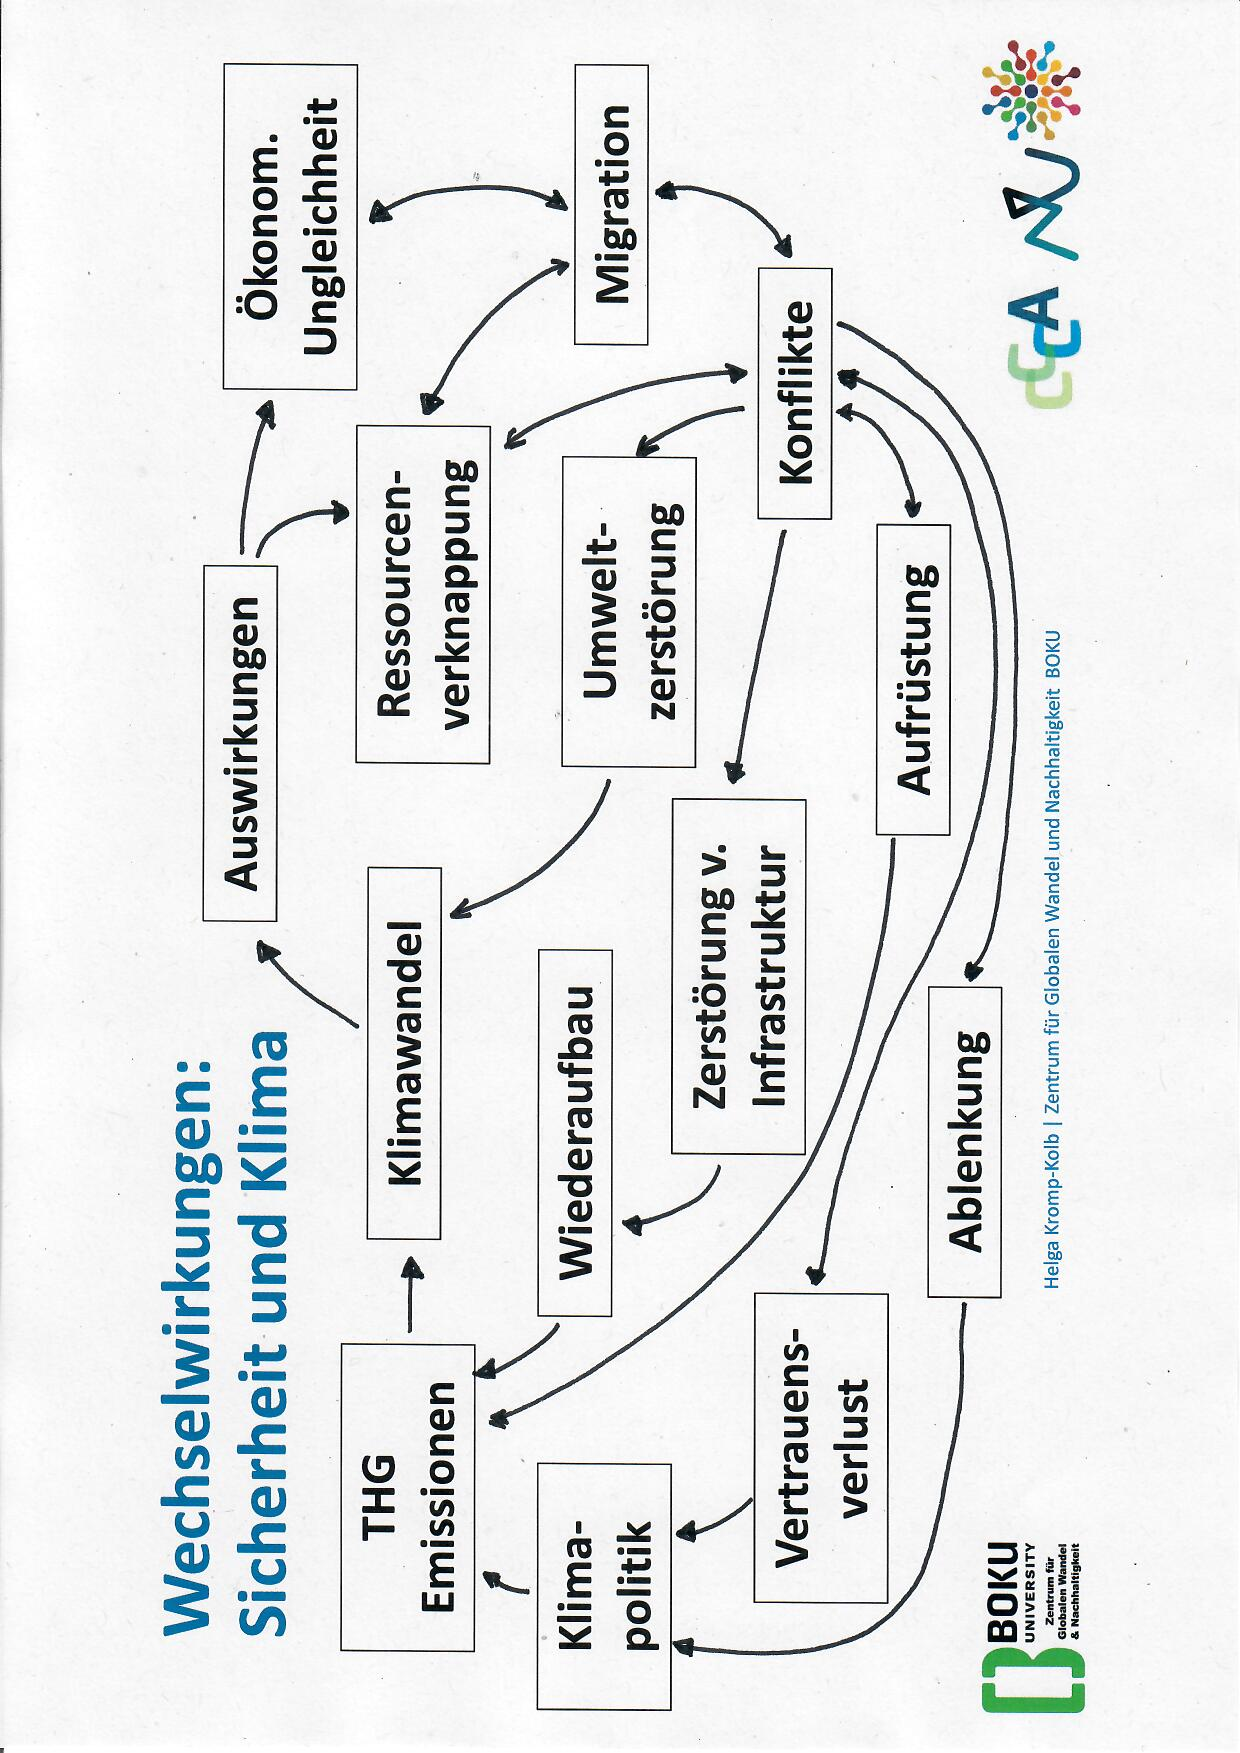 Wechselwirkungen:
Sicherheit und Klima
Auswirkungen
Ökonom.
Ungleichheit
THG
Emissionen
Klimawandel
Ressourcen-
verknappung
Migration
Klima-
politik
Wiederaufbau
Umwelt-
zerstörung
Zerstörung v.
Infrastruktur
Konflikte
Vertrauens-
verlust
Aufrüstung
Ablenkung
BOKU
UNIVERSITY
Zentrum für
Globalen Wandel
& Nachhaltigkeit
Helga Kromp-Kolb | Zentrum für Globalen Wandel und Nachhaltigkeit BOKU
CCA